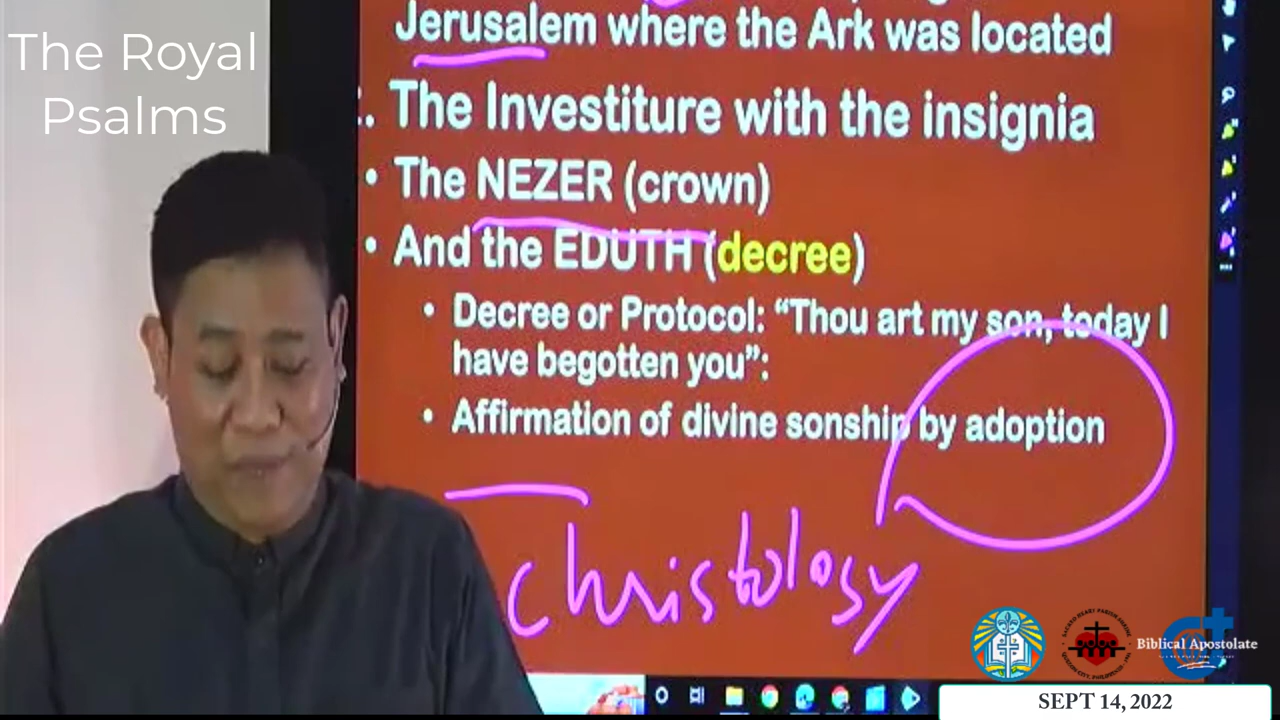 The Royal
Psalms
Jerusalem where the Ark was located
. The Investiture with the insignia
• The NEZER (crown)
• And the EDUTH (decree)
• Decree or Protocol: “Thou art my son, today I
have begotten you”:
• Affirmation of divine sonship by adoption
Christology
Biblical Apostolate
SEPT 14, 2022